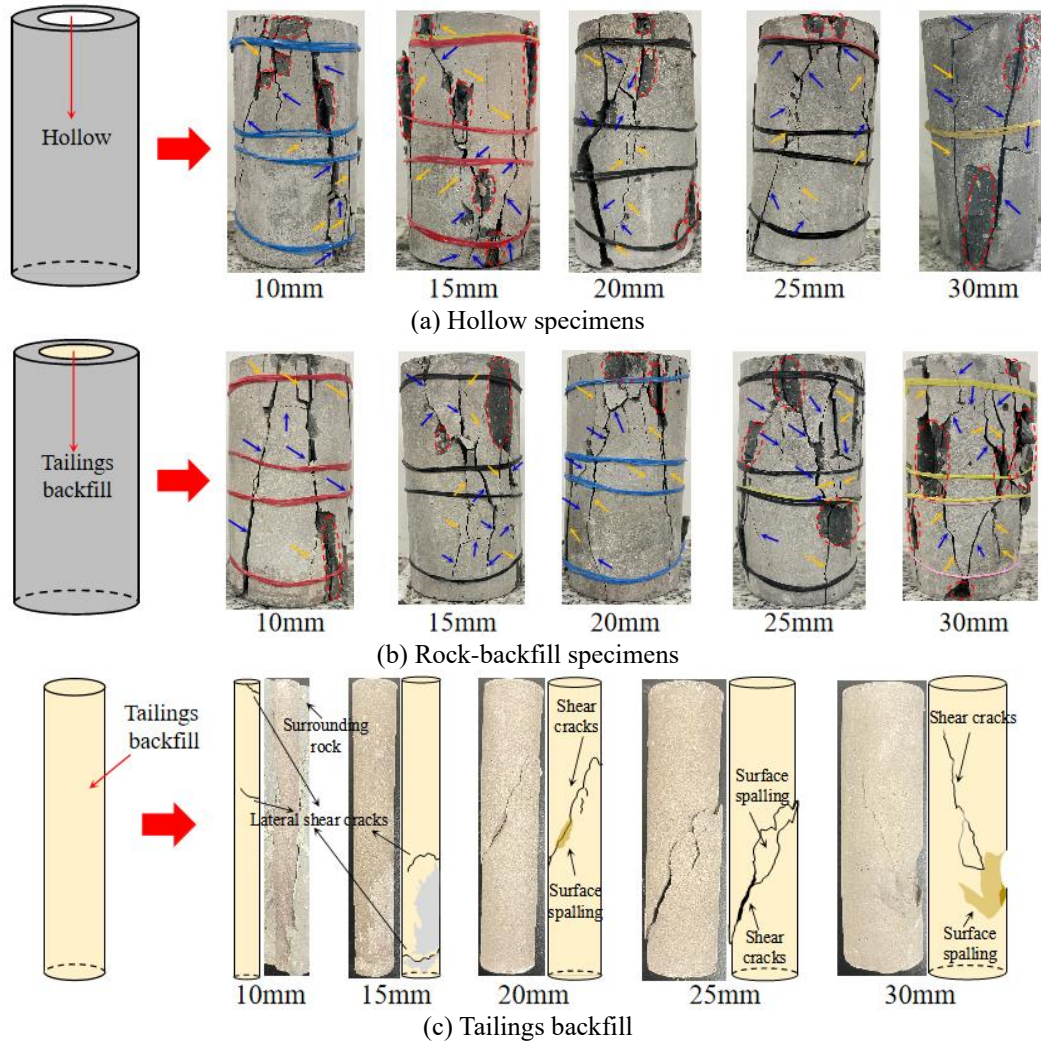 Hollow
10mm
15mm
20mm
25mm
30mm
(a) Hollow specimens
Tailings
backfill
10mm
15mm
20mm
25mm
30mm
(b) Rock-backfill specimens
Tailings
backfill
Surrounding
rock
Lateral shear cracks
Shear
cracks
Surface
spalling
Surface
spalling
Shear
cracks
Shear cracks
Surface
spalling
10mm
15mm
20mm
25mm
30mm
(c) Tailings backfill